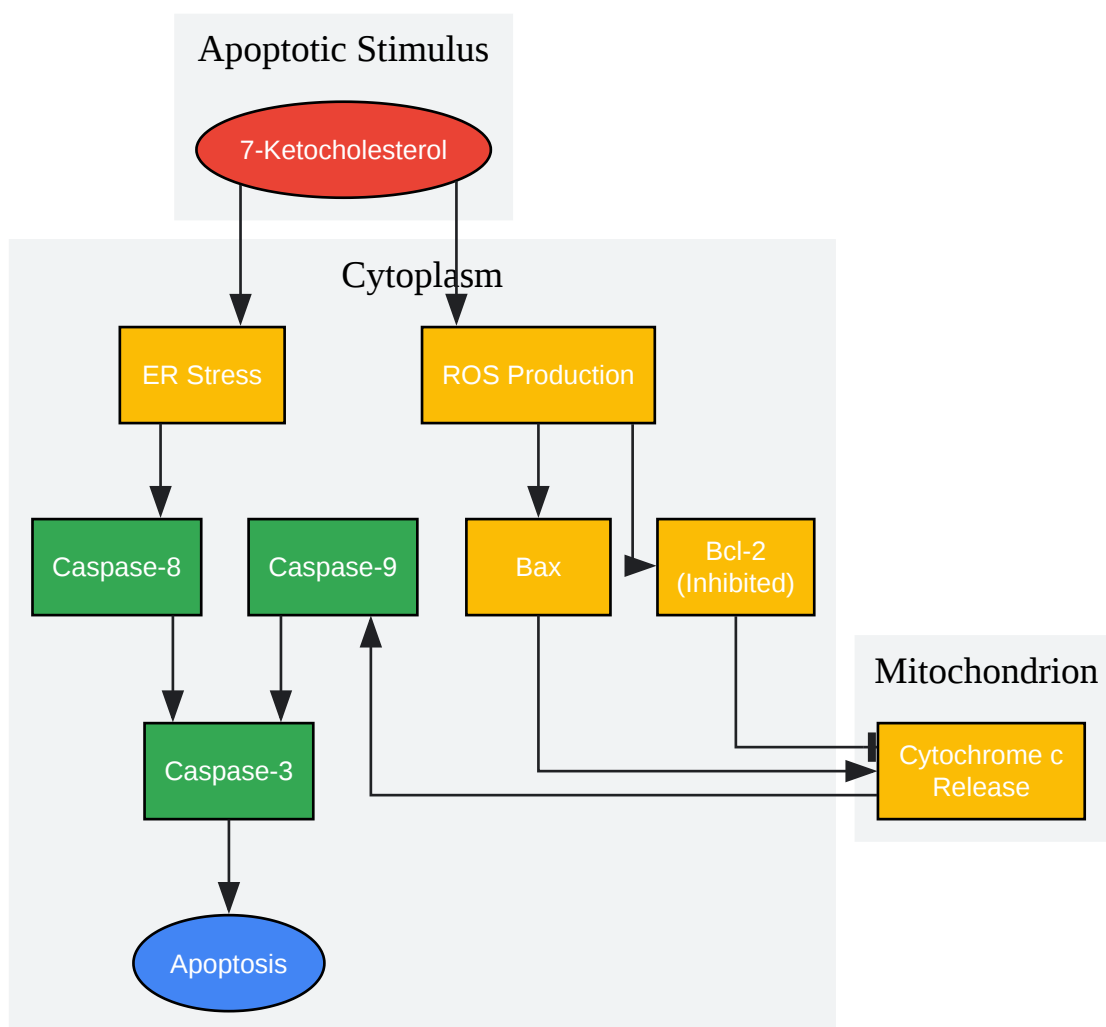 Apoptotic Stimulus
7-Ketocholesterol
Cytoplasm
ER Stress
ROS Production
Caspase-8
Caspase-9
Bax
Bcl-2
(Inhibited)
Mitochondrion
Caspase-3
Cytochrome c
Release
Apoptosis